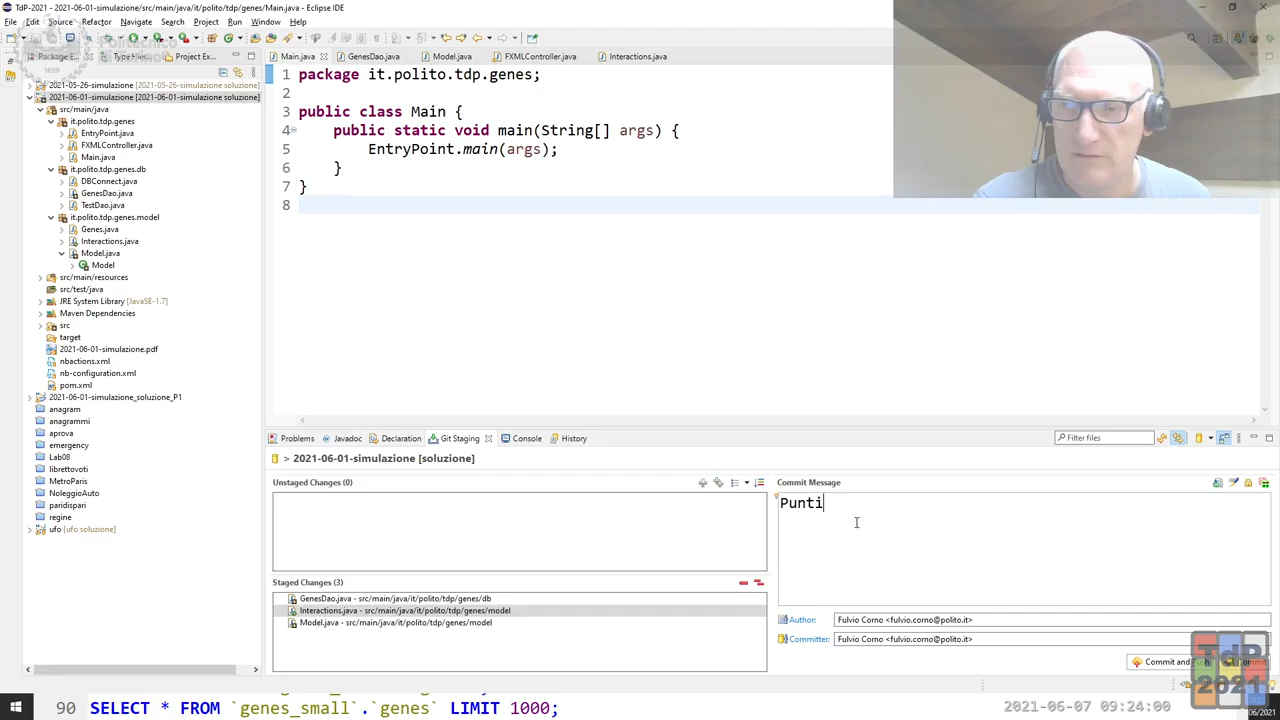 TdP-2021 - 2021-06-01-simulazione/src/main/java/it/polito/tdp/genes/Main.java - Eclipse IDE
File Edit Source Refactor Navigate Search Project Run Window Help
Politecnico
1859
Package E... Type Hier... Project Ex...
Main.java GenesDao.java Model.java FXMLController.java Interactions.java
2021-05-26-simulazione [2021-05-26-simulazione soluzione]
2021-06-01-simulazione [2021-06-01-simulazione soluzione]
src/main/java
it.polito.tdp.genes
EntryPoint.java
FXMLController.java
Main.java
it.polito.tdp.genes.db
DBConnect.java
GenesDao.java
TestDao.java
it.polito.tdp.genes.model
Genes.java
Interactions.java
Model.java
Model
src/main/resources
src/test/java
JRE System Library [JavaSE-1.7]
Maven Dependencies
src
target
2021-06-01-simulazione.pdf
nbactions.xml
nb-configuration.xml
pom.xml
2021-06-01-simulazione_soluzione_P1
anagram
anagrammi
aprova
emergency
Lab08
librettovoti
MetroParis
NoleggioAuto
paridispari
regine
ufo [ufo soluzione]
1 package it.polito.tdp.genes;
2
3 public class Main {
4 public static void main(String[] args) {
5 EntryPoint.main(args);
6 }
7 }
8
Problems Javadoc Declaration Git Staging Console History
Filter files
> 2021-06-01-simulazione [soluzione]
Unstaged Changes (0)
Staged Changes (3)
GenesDao.java - src/main/java/it/polito/tdp/genes/db
Interactions.java - src/main/java/it/polito/tdp/genes/model
Model.java - src/main/java/it/polito/tdp/genes/model
Commit Message
Punti
Author: Fulvio Corno <fulvio.corno@polito.it>
Committer: Fulvio Corno <fulvio.corno@polito.it>
Commit and Push
Commit
TdP
2021
90 SELECT * FROM `genes_small`.`genes` LIMIT 1000;
2021-06-07 09:24:00